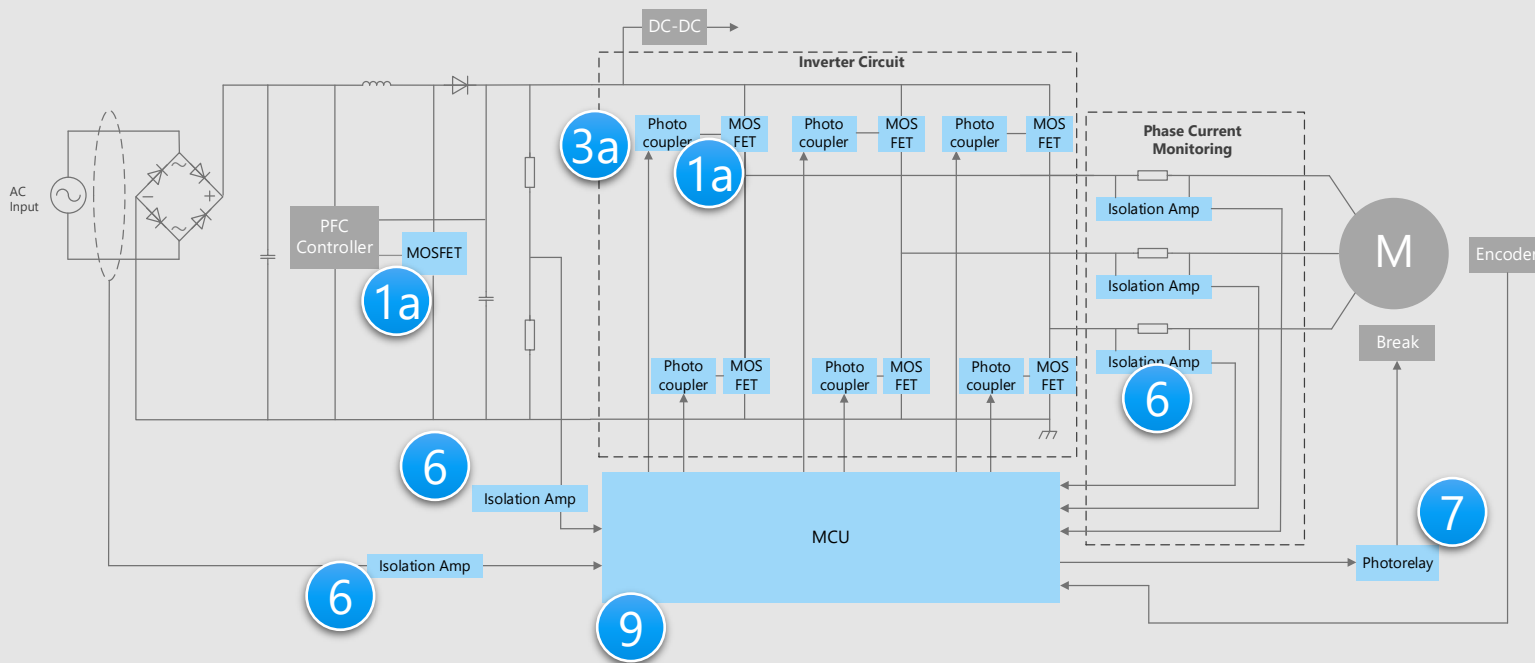 DC-DC
Inverter Circuit
3a
Photo
coupler
MOS
FET
Photo
coupler
MOS
FET
Photo
coupler
MOS
FET
1a
Phase Current
Monitoring
AC
Input
Isolation Amp
PFC
Controller
MOSFET
1a
Isolation Amp
M
Encoder
Break
Photo
coupler
MOS
FET
Photo
coupler
MOS
FET
Photo
coupler
MOS
FET
Isolation Amp
6
6
Isolation Amp
MCU
7
Isolation Amp
6
Photorelay
9